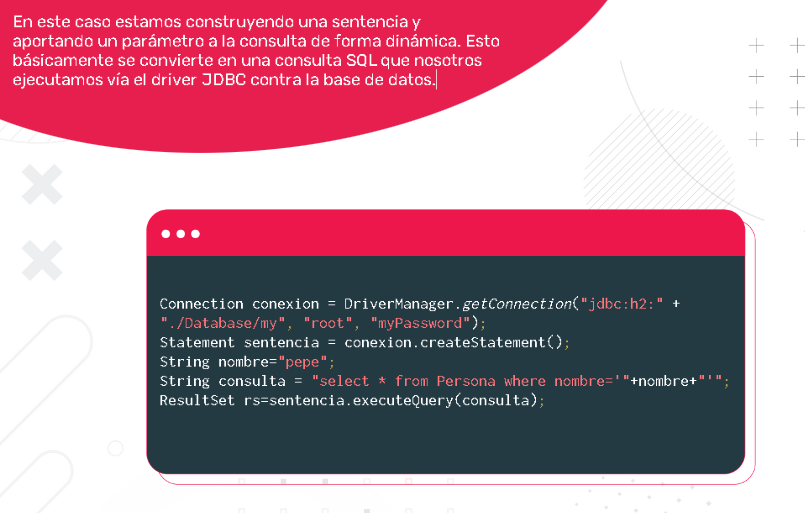 En este caso estamos construyendo una sentencia y
aportando un parámetro a la consulta de forma dinámica. Esto
básicamente se convierte en una consulta SQL que nosotros
ejecutamos vía el driver JDBC contra la base de datos.
Connection conexion = DriverManager.getConnection("jdbc:h2:" +
"./Database/my", "root", "myPassword");
Statement sentencia = conexion.createStatement();
String nombre="pepe";
String consulta = "select * from Persona where nombre='"+nombre+"'";
ResultSet rs=sentencia.executeQuery(consulta);